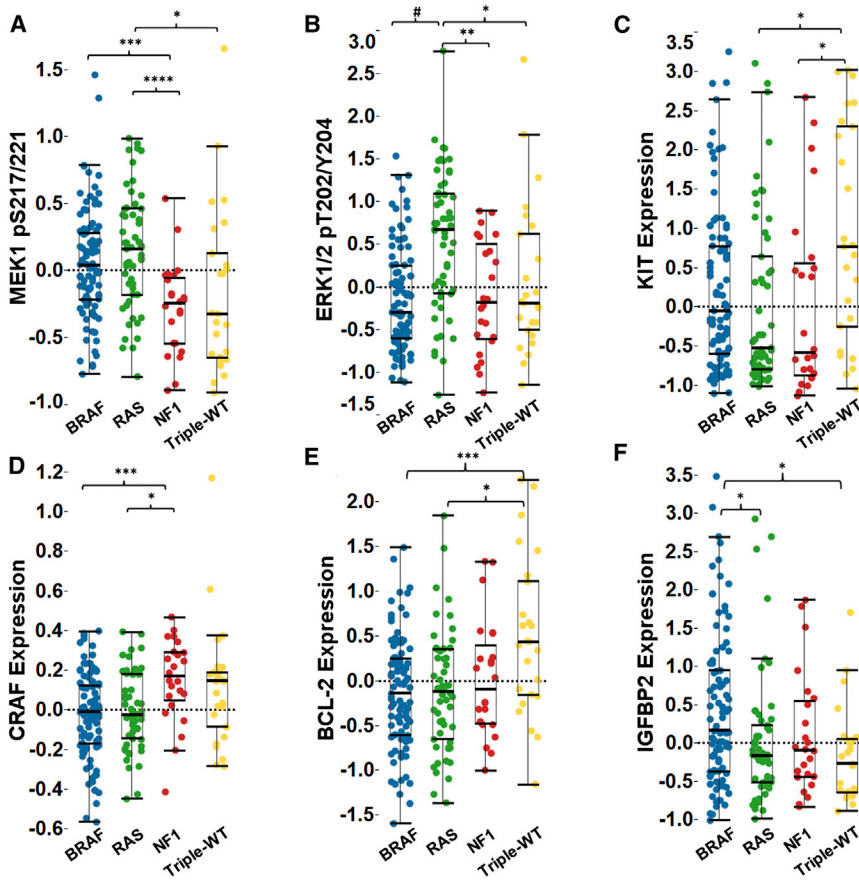 A
MEK1 pS217/221
1.5
1.0
0.5
0.0
-0.5
-1.0
***
*
****
BRAF
RAS
NF1
Triple-WT
B
ERK1/2 pT202/Y204
3.0
2.5
2.0
1.5
1.0
0.5
0.0
-0.5
-1.0
-1.5
#
*
**
BRAF
RAS
NF1
Triple-WT
C
KIT Expression
3.5
3.0
2.5
2.0
1.5
1.0
0.5
0.0
-0.5
-1.0
*
*
BRAF
RAS
NF1
Triple-WT
D
CRAF Expression
1.2
1.0
0.8
0.6
0.4
0.2
0.0
-0.2
-0.4
-0.6
***
*
BRAF
RAS
NF1
Triple-WT
E
BCL-2 Expression
2.0
1.5
1.0
0.5
0.0
-0.5
-1.0
-1.5
***
*
BRAF
RAS
NF1
Triple-WT
F
IGFBP2 Expression
3.5
3.0
2.5
2.0
1.5
1.0
0.5
0.0
-0.5
-1.0
*
*
BRAF
RAS
NF1
Triple-WT